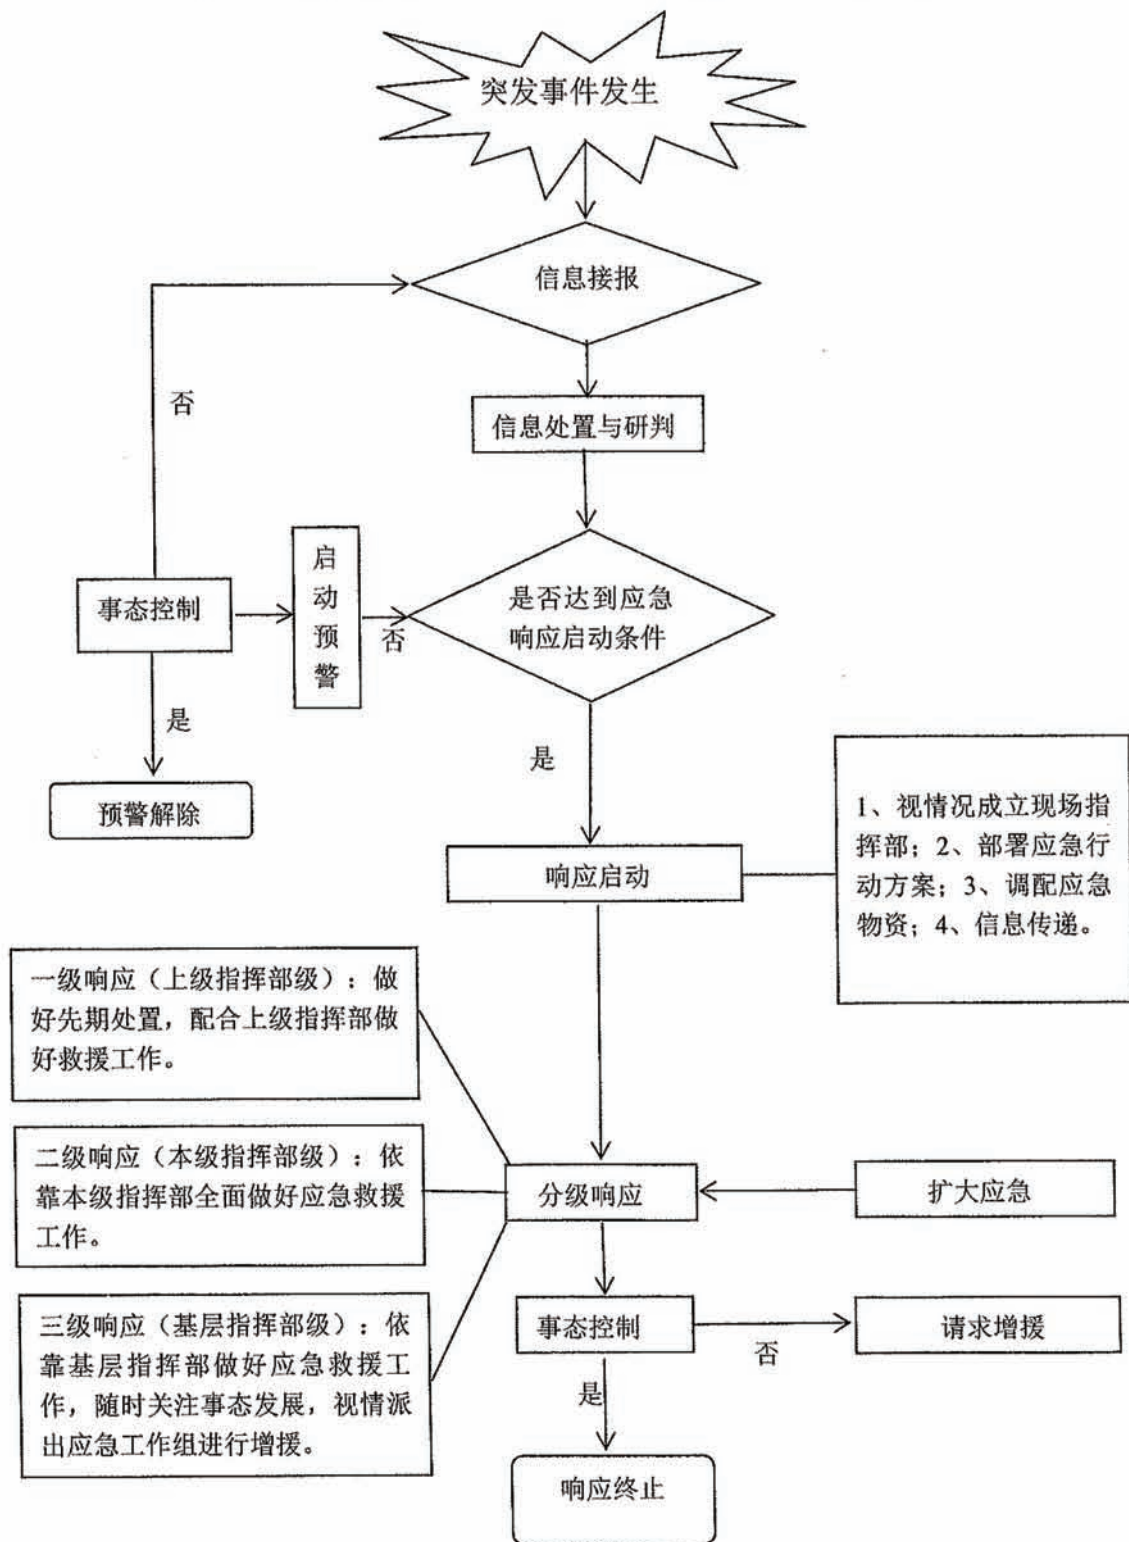 突发事件发生
信息接报
否
信息处置与研判
启
动
预
警
事态控制
否
是否达到应急
响应启动条件
是
是
预警解除
1、视情况成立现场指
挥部；2、部署应急行
动方案；3、调配应急
物资；4、信息传递。
响应启动
一级响应（上级指挥部级）：做
好先期处置，配合上级指挥部做
好救援工作。
二级响应（本级指挥部级）：依
靠本级指挥部全面做好应急救援
工作。
分级响应
扩大应急
三级响应（基层指挥部级）：依
靠基层指挥部做好应急救援工
作，随时关注事态发展，视情派
出应急工作组进行增援。
事态控制
否
请求增援
是
响应终止